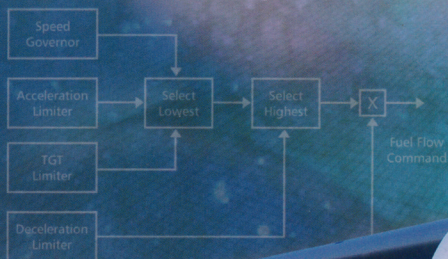 Speed
Governor
Acceleration
Limiter
Select
Lowest
Select
Highest
X
TGT
Limiter
Fuel Flow
Command
Deceleration
Limiter